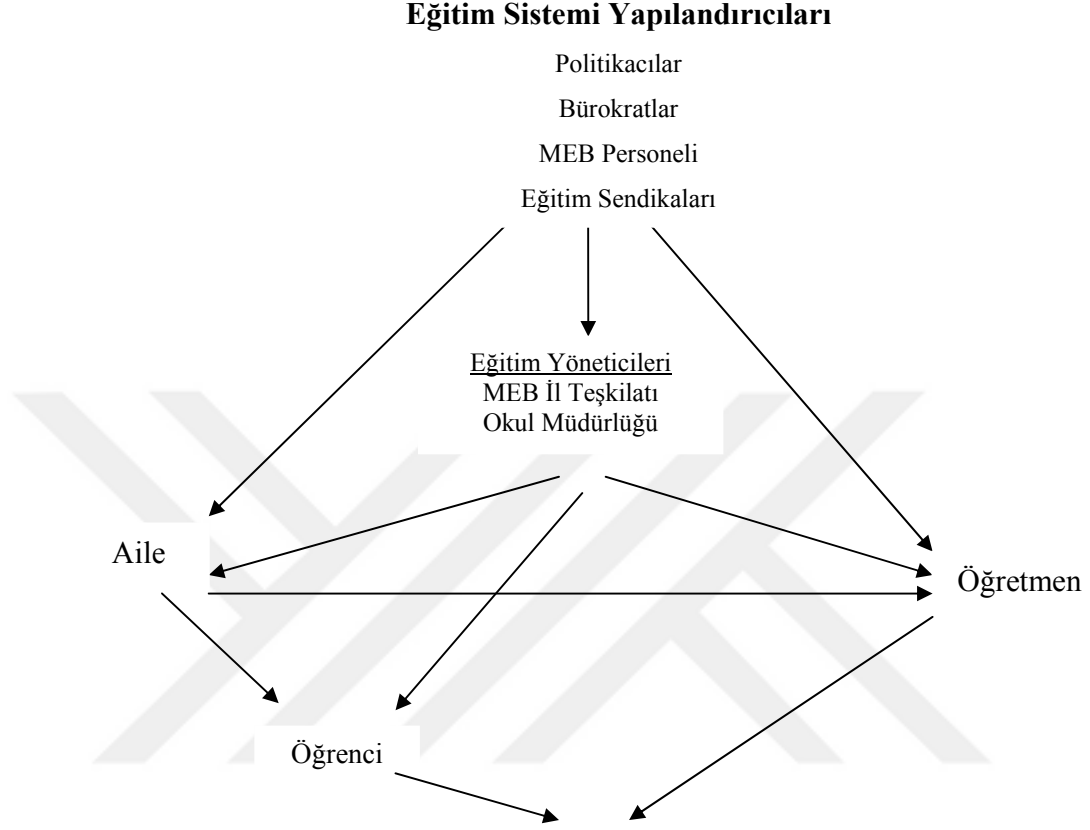 Eğitim Sistemi Yapılandırıcıları
Politikacılar
Bürokratlar
MEB Personeli
Eğitim Sendikaları
Eğitim Yöneticileri
MEB İl Teşkilatı
Okul Müdürlüğü
Aile
Öğretmen
Öğrenci